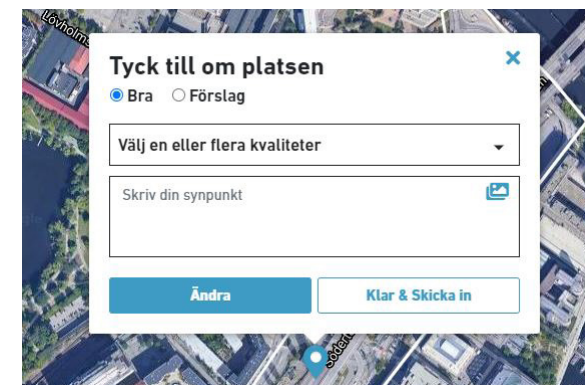 Lövholms
Tyck till om platsen
Bra Förslag
Välj en eller flera kvaliteter
Skriv din synpunkt
Ändra Klar & Skicka in